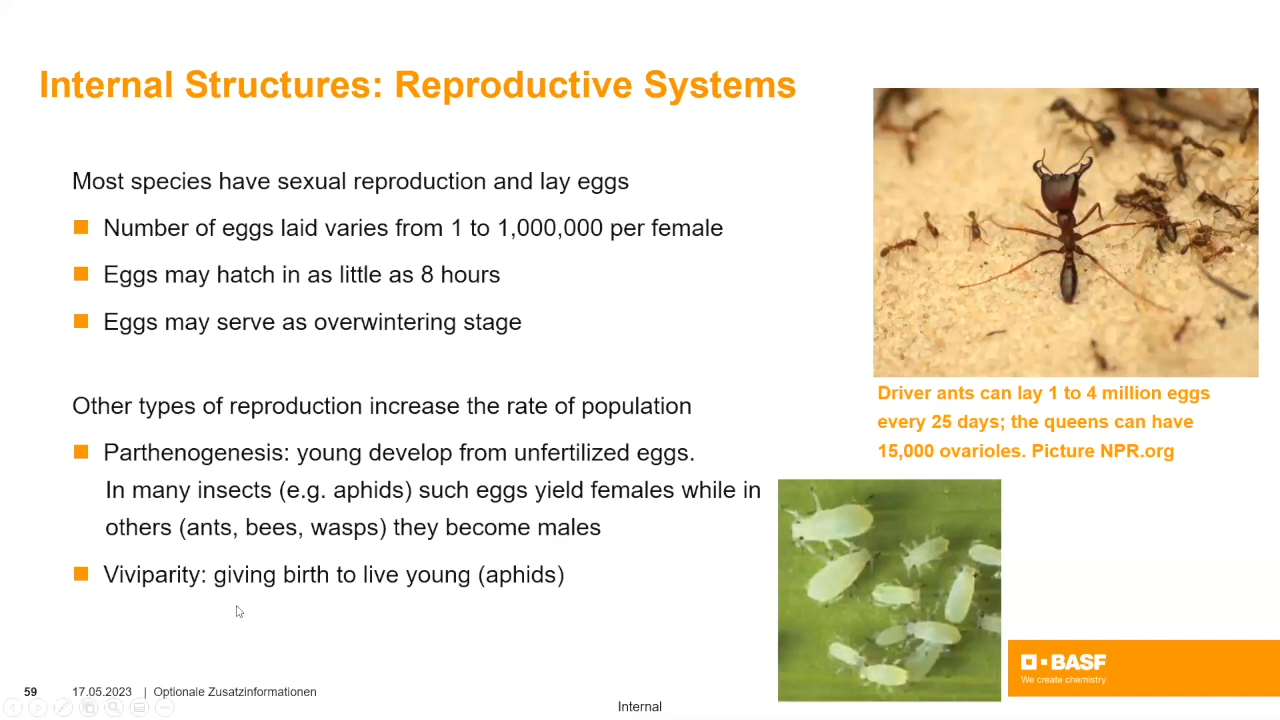 Internal Structures: Reproductive Systems
Most species have sexual reproduction and lay eggs
Number of eggs laid varies from 1 to 1,000,000 per female
Eggs may hatch in as little as 8 hours
Eggs may serve as overwintering stage
Other types of reproduction increase the rate of population
Parthenogenesis: young develop from unfertilized eggs.
In many insects (e.g. aphids) such eggs yield females while in
others (ants, bees, wasps) they become males
Viviparity: giving birth to live young (aphids)
Driver ants can lay 1 to 4 million eggs
every 25 days; the queens can have
15,000 ovarioles. Picture NPR.org
BASF
We create chemistry
59 17.05.2023 | Optionale Zusatzinformationen
Internal